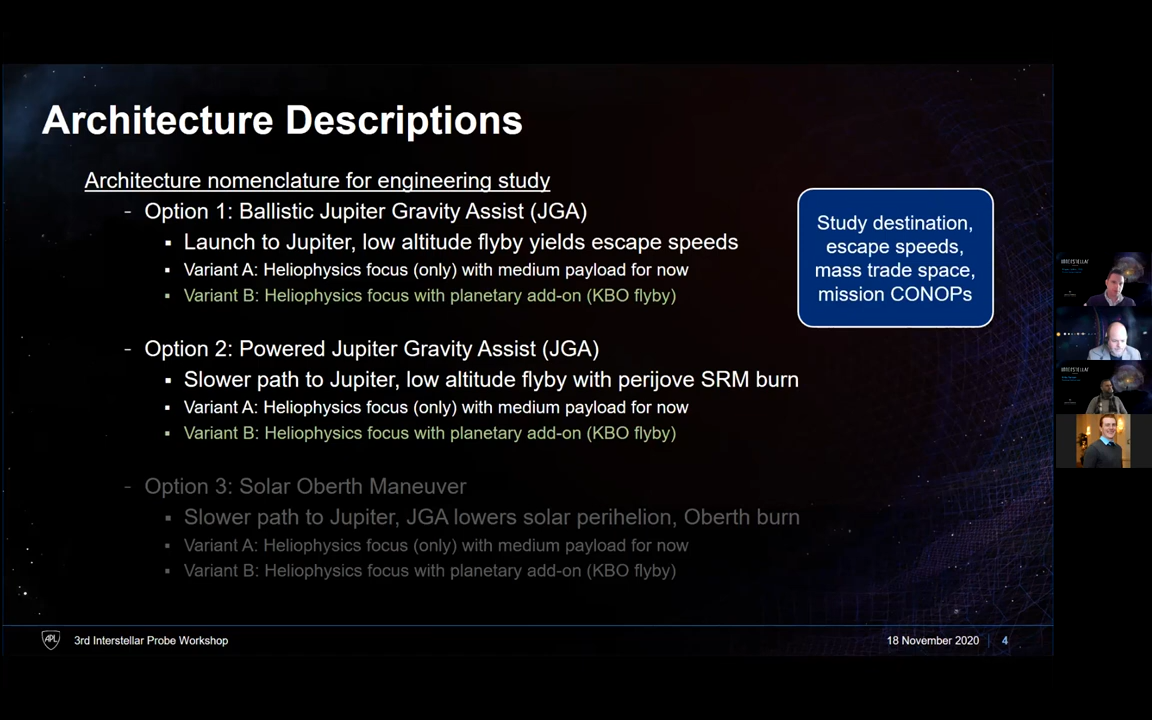 Architecture Descriptions
Architecture nomenclature for engineering study
- Option 1: Ballistic Jupiter Gravity Assist (JGA)
▪ Launch to Jupiter, low altitude flyby yields escape speeds
▪ Variant A: Heliophysics focus (only) with medium payload for now
▪ Variant B: Heliophysics focus with planetary add-on (KBO flyby)
Study destination,
escape speeds,
mass trade space,
mission CONOPs
- Option 2: Powered Jupiter Gravity Assist (JGA)
▪ Slower path to Jupiter, low altitude flyby with perijove SRM burn
▪ Variant A: Heliophysics focus (only) with medium payload for now
▪ Variant B: Heliophysics focus with planetary add-on (KBO flyby)
- Option 3: Solar Oberth Maneuver
▪ Slower path to Jupiter, JGA lowers solar perihelion, Oberth burn
▪ Variant A: Heliophysics focus (only) with medium payload for now
▪ Variant B: Heliophysics focus with planetary add-on (KBO flyby)
APL
3rd Interstellar Probe Workshop
18 November 2020 | 4